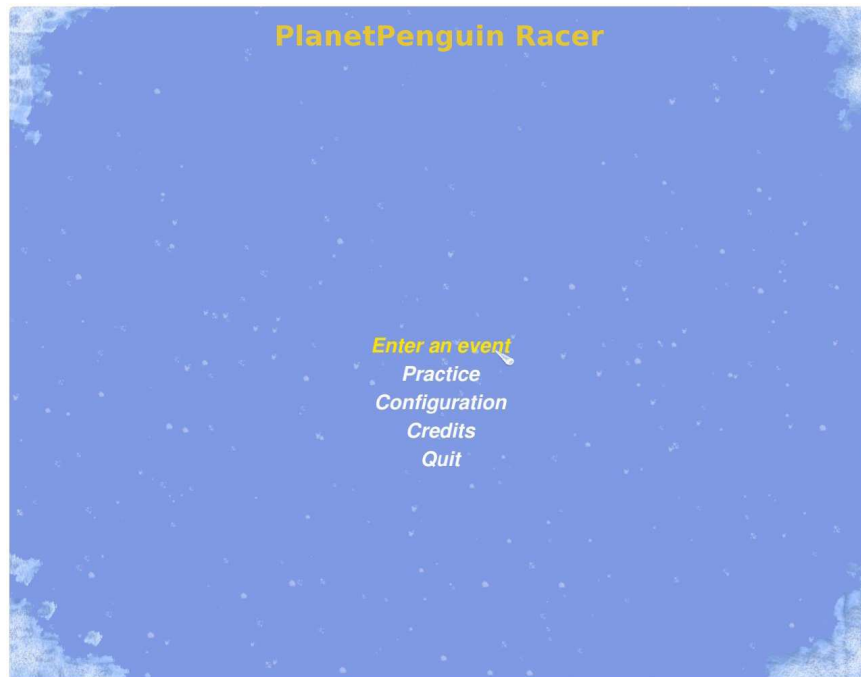 PlanetPenguin Racer
Enter an event
Practice
Configuration
Credits
Quit